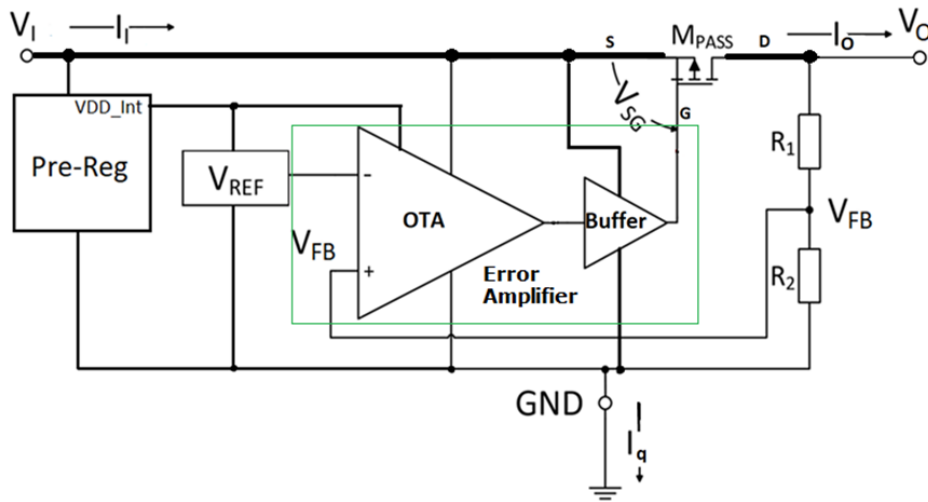 V_I
I_I
S
M_PASS
D
I_O
V_O
VDD_Int
V_SG
G
Pre-Reg
V_REF
-
OTA
Buffer
R_1
V_FB
V_FB
+
Error
Amplifier
R_2
GND
I_q